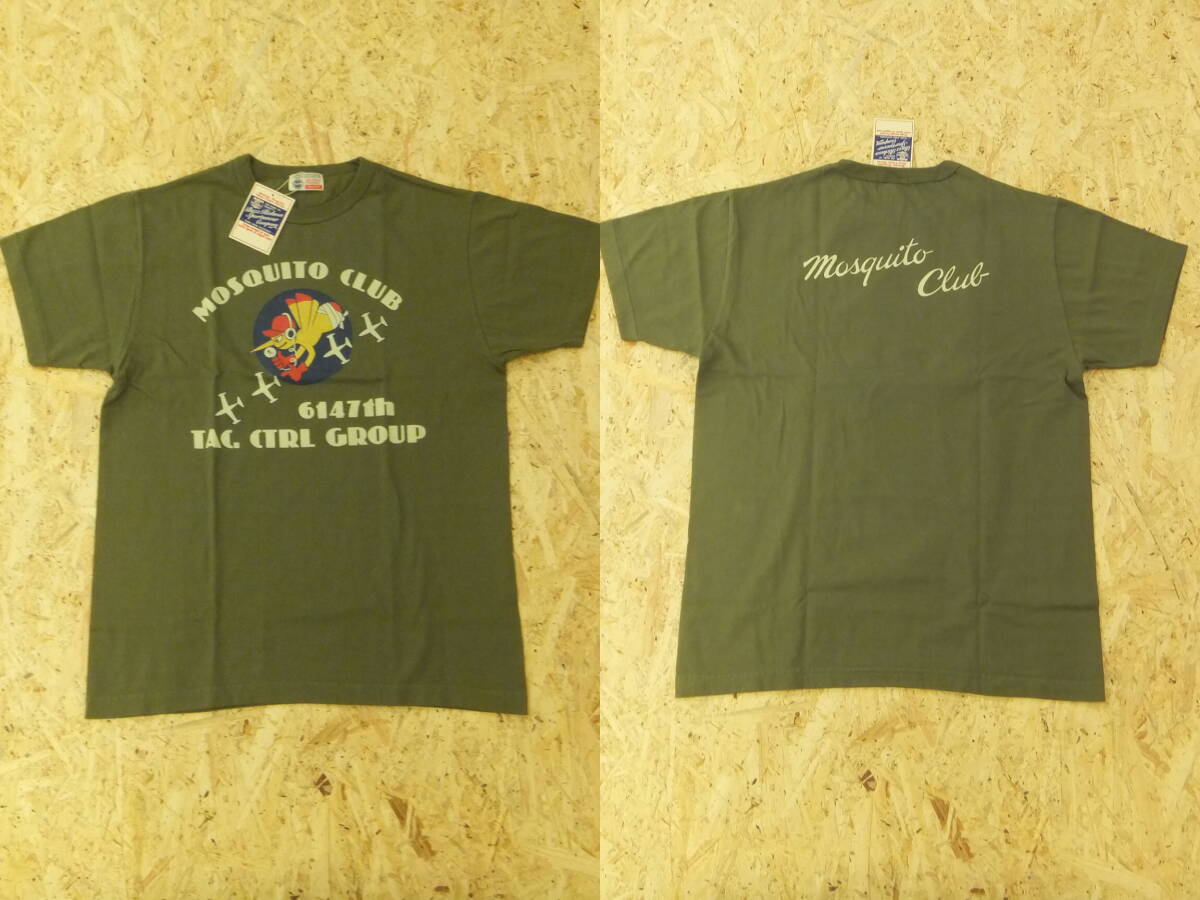 MOSQUITO CLUB
6147th
TAC CTRL GROUP
Mosquito
Club